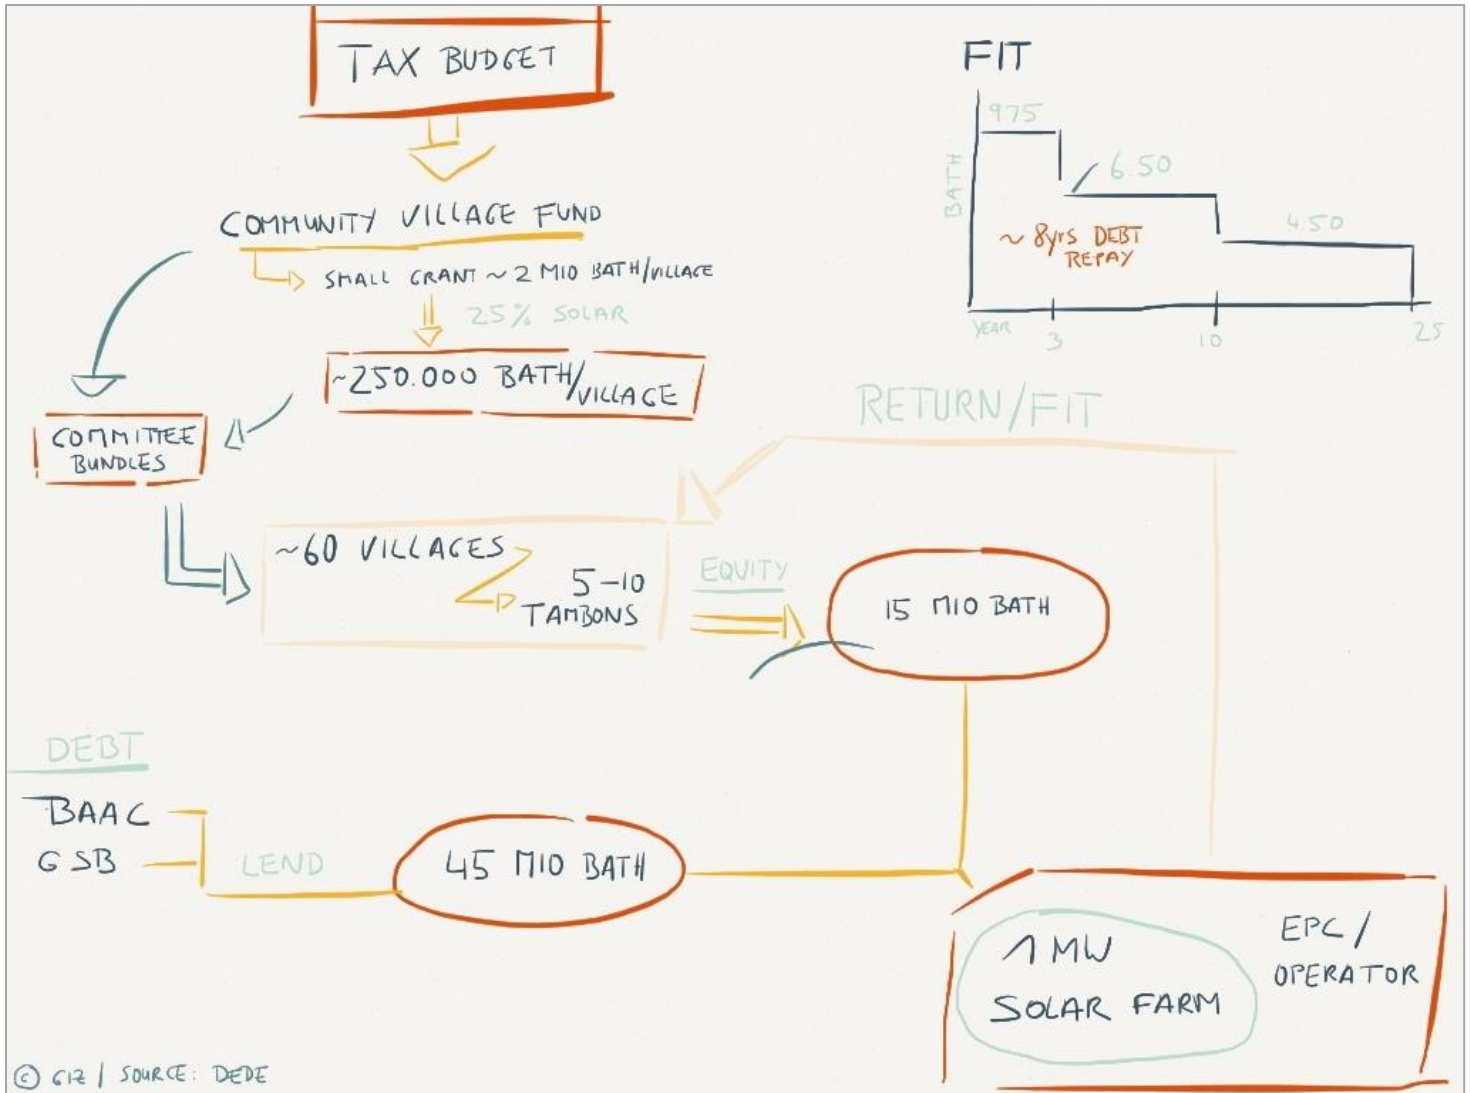 TAX BUDGET
COMMUNITY VILLAGE FUND
SMALL GRANT ~ 2 MIO BATH/VILLAGE
25% SOLAR
~250.000 BATH/VILLAGE
COMMITTEE
BUNDLES
FIT
975
6.50
4.50
BATH
~ 8yrs DEBT
REPAY
YEAR
3
10
25
RETURN/FIT
~60 VILLAGES
5-10
TAMBONS
EQUITY
15 MIO BATH
DEBT
BAAC
GSB
LEND
45 MIO BATH
1 MW
SOLAR FARM
EPC/
OPERATOR
© GIZ / SOURCE: DEDE